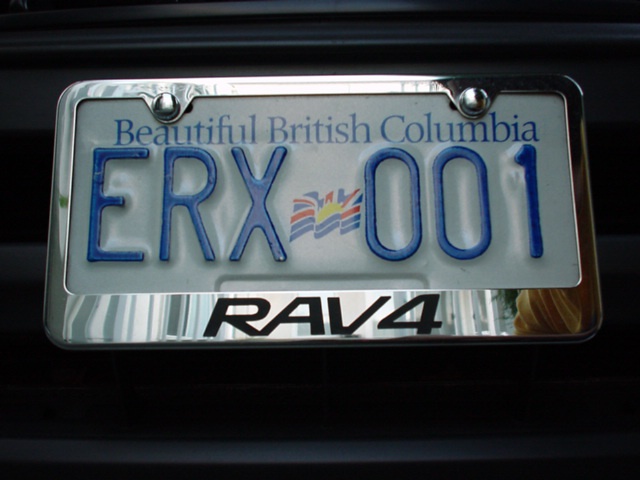 Beautiful British Columbia
ERX 001
RAV4